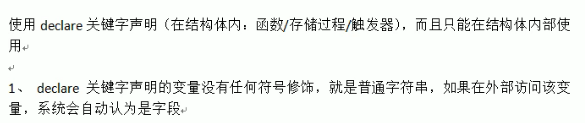 使用 declare 关键字声明（在结构体内：函数/存储过程/触发器），而且只能在结构体内部使
用
1、 declare 关键字声明的变量没有任何符号修饰，就是普通字符串，如果在外部访问该变
量，系统会自动认为是字段